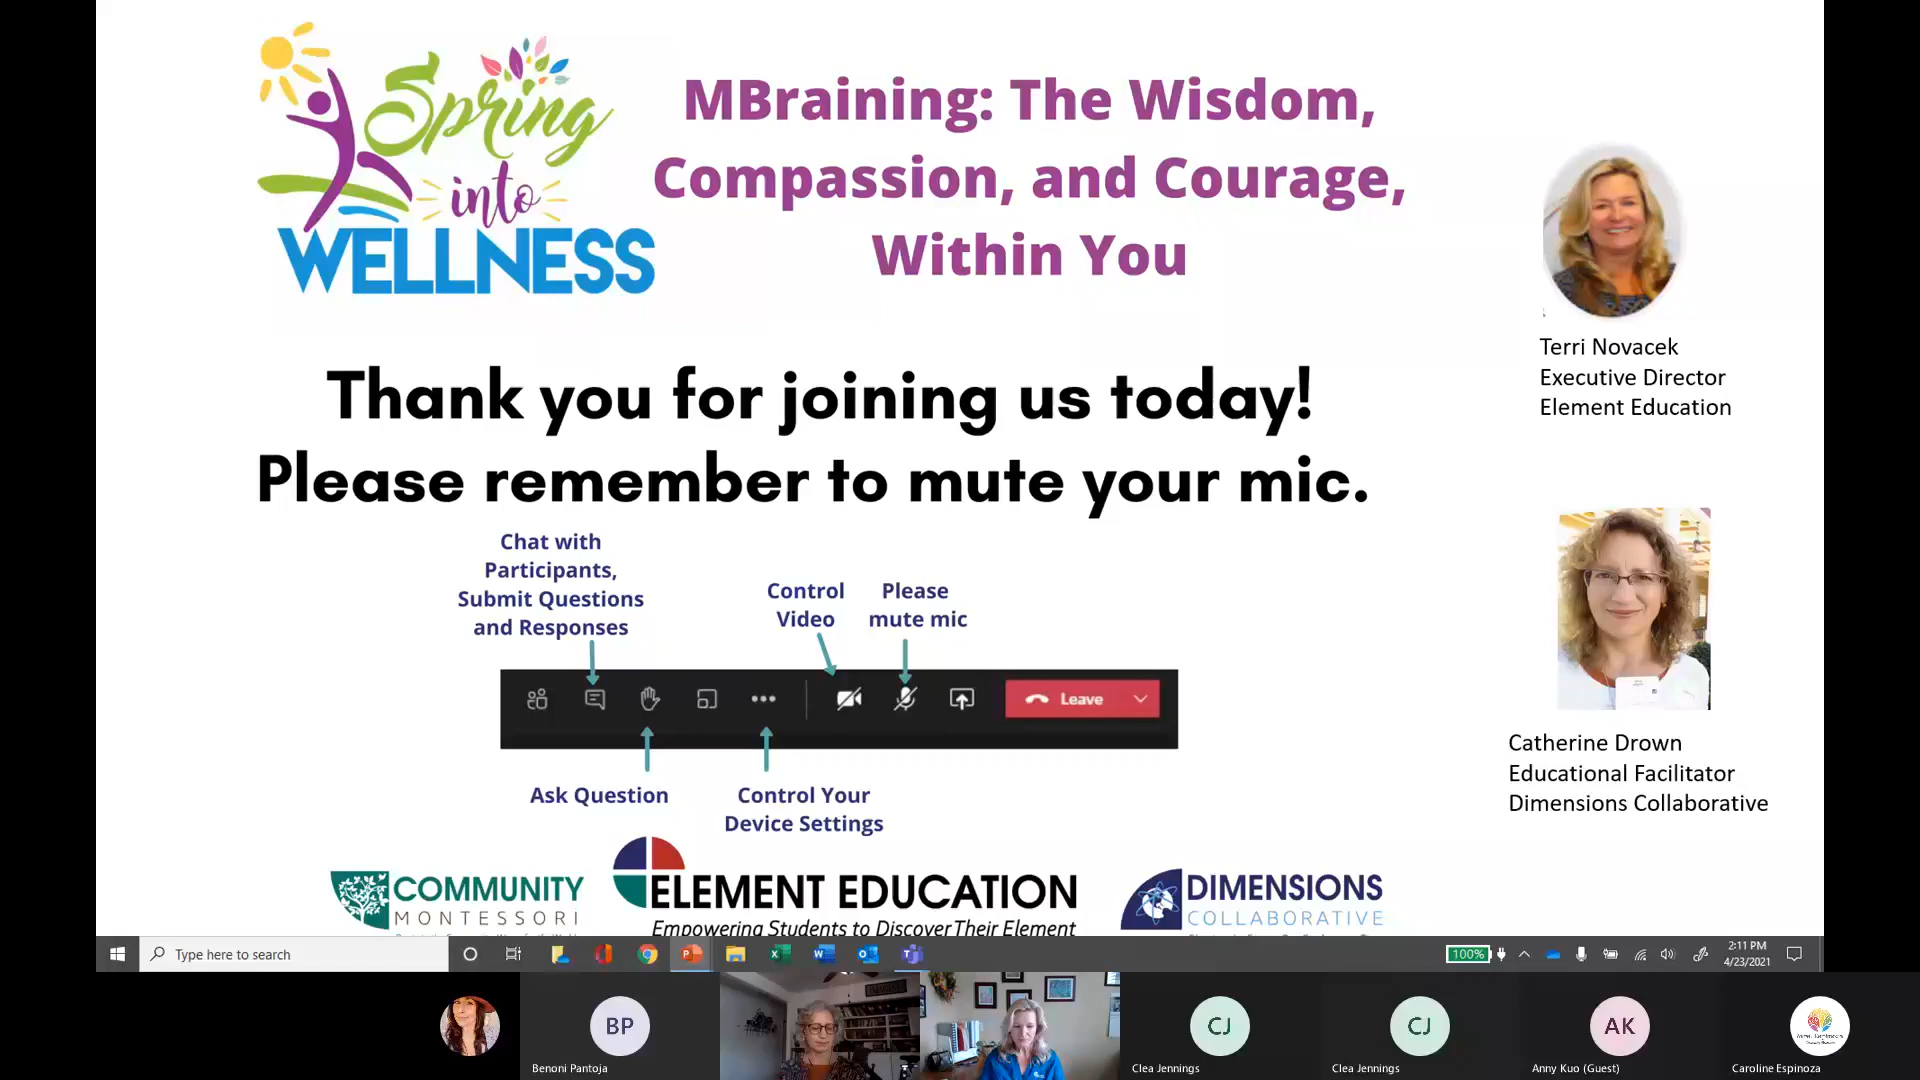 Spring
into
WELLNESS
MBraining: The Wisdom,
Compassion, and Courage,
Within You
Terri Novacek
Executive Director
Element Education
Thank you for joining us today!
Please remember to mute your mic.
Chat with
Participants,
Submit Questions
and Responses
Control
Video
Please
mute mic
Leave
Ask Question
Control Your
Device Settings
Catherine Drown
Educational Facilitator
Dimensions Collaborative
COMMUNITY
MONTESSORI
ELEMENT EDUCATION
Empowering Students to Discover Their Element
DIMENSIONS
COLLABORATIVE
Type here to search
100%
2:11 PM
4/23/2021
BP
Benoni Pantoja
CJ
Clea Jennings
CJ
Clea Jennings
AK
Anny Kuo (Guest)
Caroline Espinoza